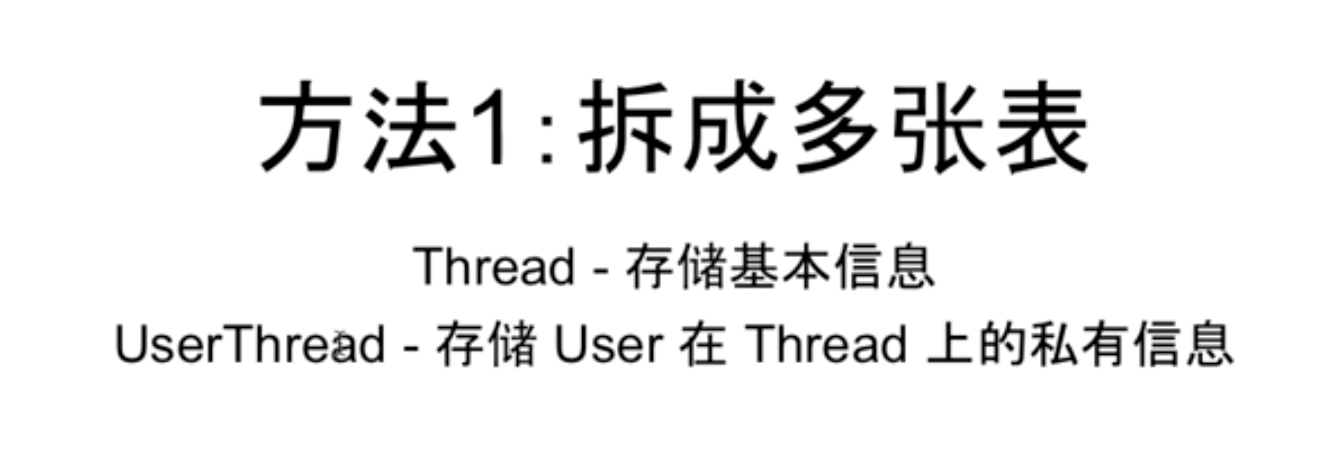 方法1:拆成多张表
Thread - 存储基本信息
UserThread - 存储 User 在 Thread 上的私有信息